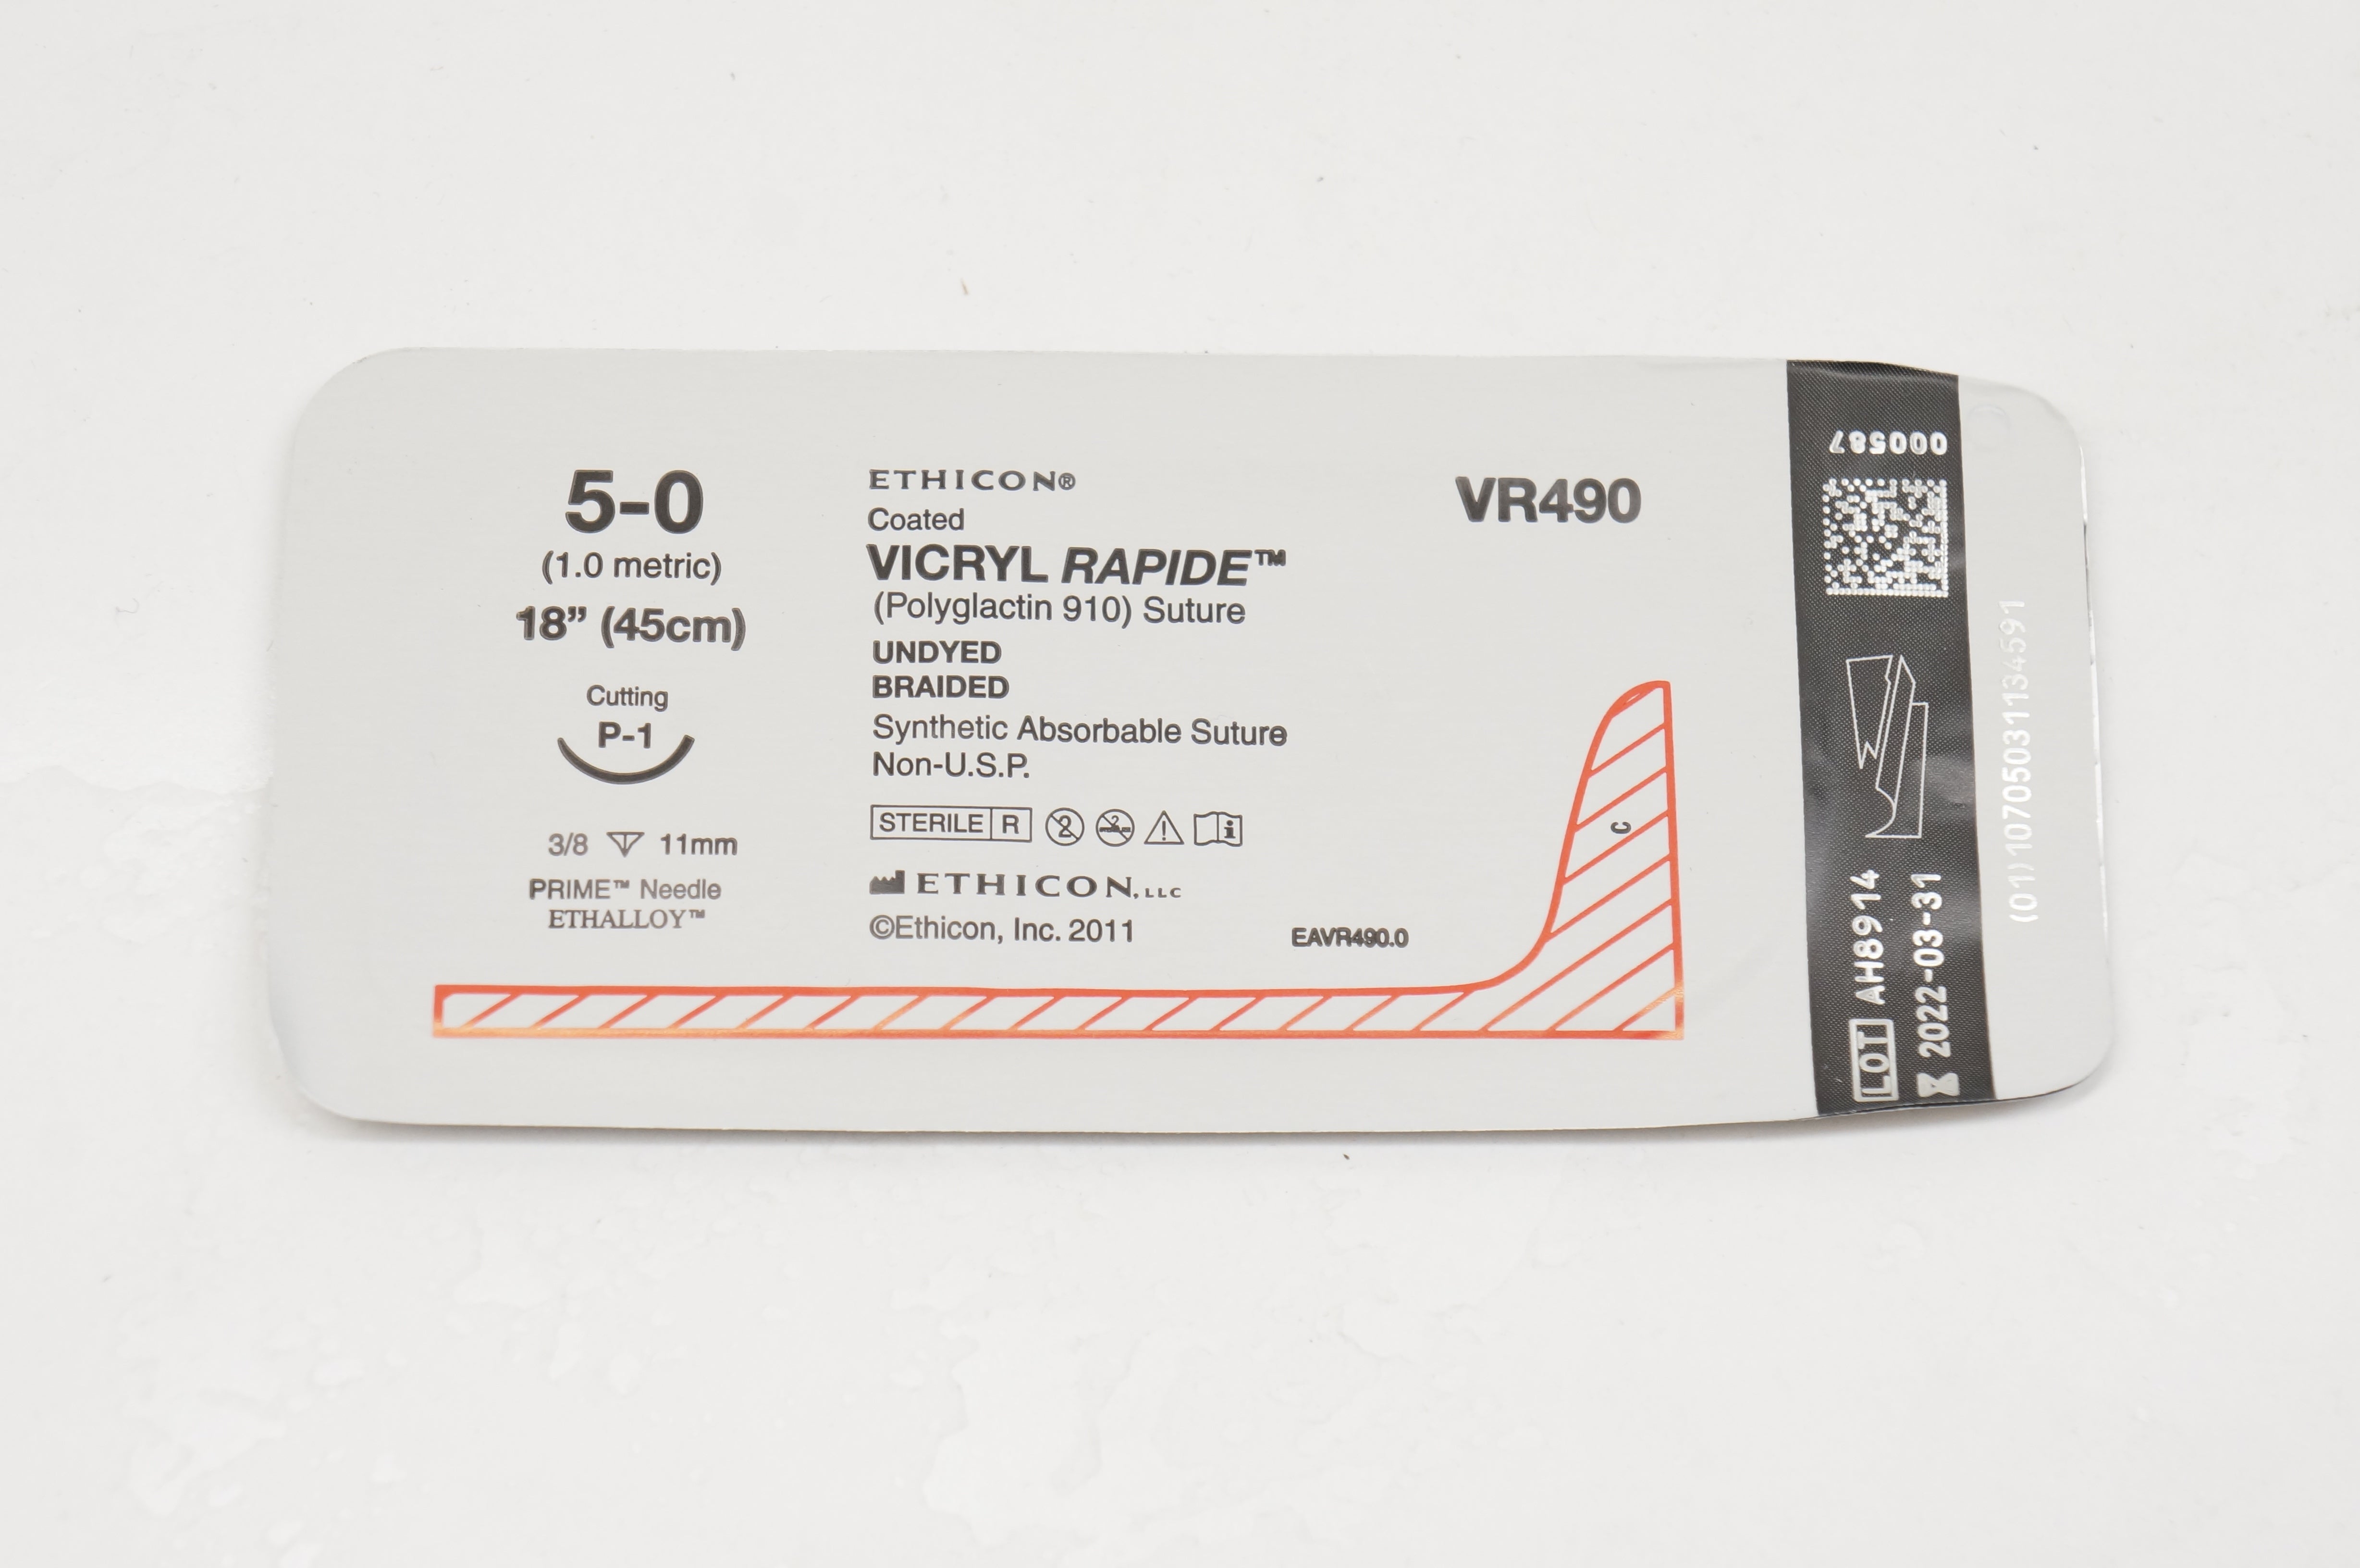 5-0
(1.0 metric)
18” (45cm)
Cutting
P-1
3/8 11mm
PRIME™ Needle
ETHALLOY™
ETHICON®
Coated
VICRYL RAPIDE™
(Polyglactin 910) Suture
UNDYED
BRAIDED
Synthetic Absorbable Suture
Non-U.S.P.
STERILE R
2
2
ETHICON, LLC
©Ethicon, Inc. 2011
EAVR490.0
VR490
C
000587
LOT AH8914
2022-03-31
(01)10705031134591